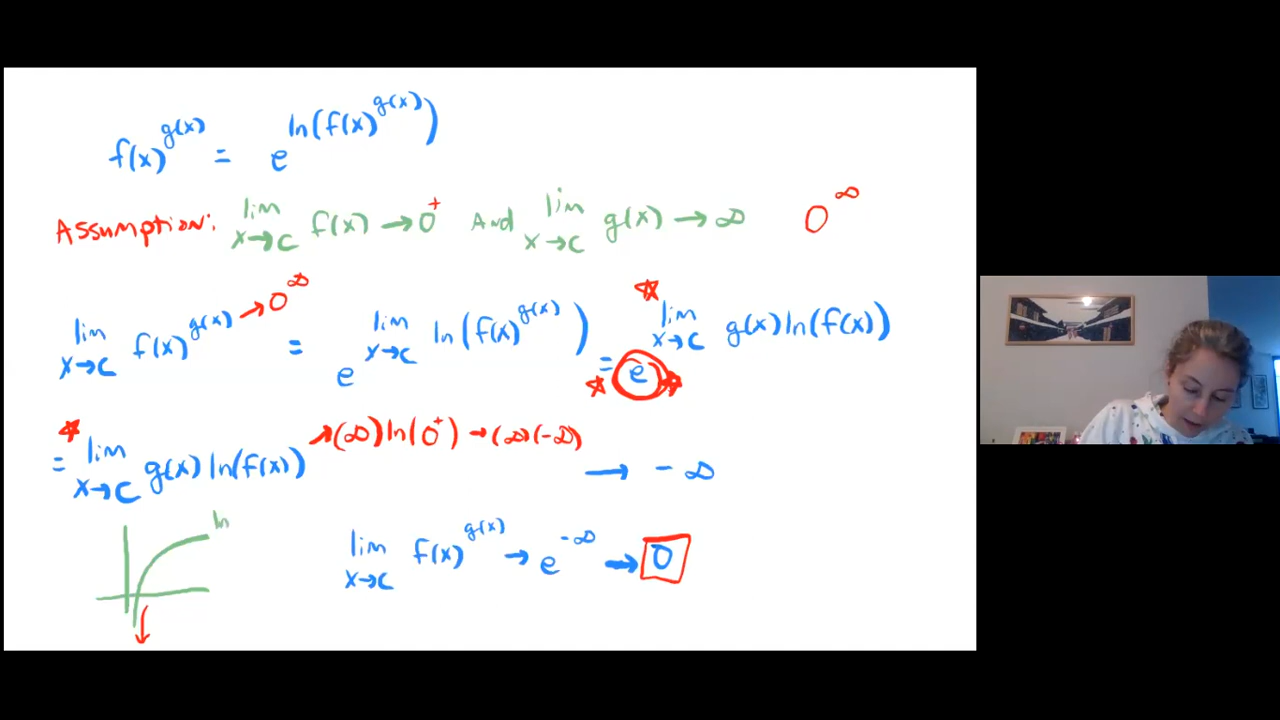 f(x)^g(x) = e^ln(f(x)^g(x))
Assumption: lim x→c f(x) → 0⁺ And lim x→c g(x) → ∞ 0^∞
lim x→c f(x)^g(x) → 0^∞ = e^lim x→c ln(f(x)^g(x)) = e^lim x→c g(x) ln(f(x))
= lim x→c g(x) ln(f(x)) → (∞) ln(0⁺) → (∞)(-∞) → -∞
ln
lim x→c f(x)^g(x) → e^-∞ → 0